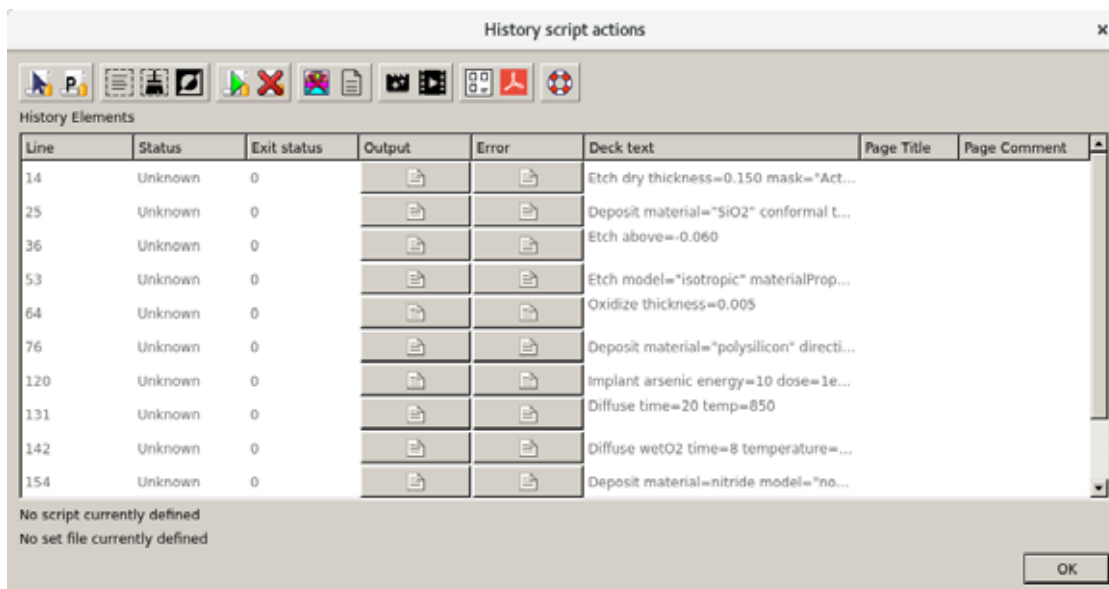 History script actions
×
P
History Elements
Line Status Exit status Output Error Deck text Page Title Page Comment
14 Unknown 0 Etch dry thickness=0.150 mask="Act...
25 Unknown 0 Deposit material="SiO2" conformal t...
36 Unknown 0 Etch above=-0.060
53 Unknown 0 Etch model="isotropic" materialProp...
64 Unknown 0 Oxidize thickness=0.005
76 Unknown 0 Deposit material="polysilicon" directi...
120 Unknown 0 Implant arsenic energy=10 dose=1e...
131 Unknown 0 Diffuse time=20 temp=850
142 Unknown 0 Diffuse wetO2 time=8 temperature=...
154 Unknown 0 Deposit material=nitride model="no...
No script currently defined
No set file currently defined
OK